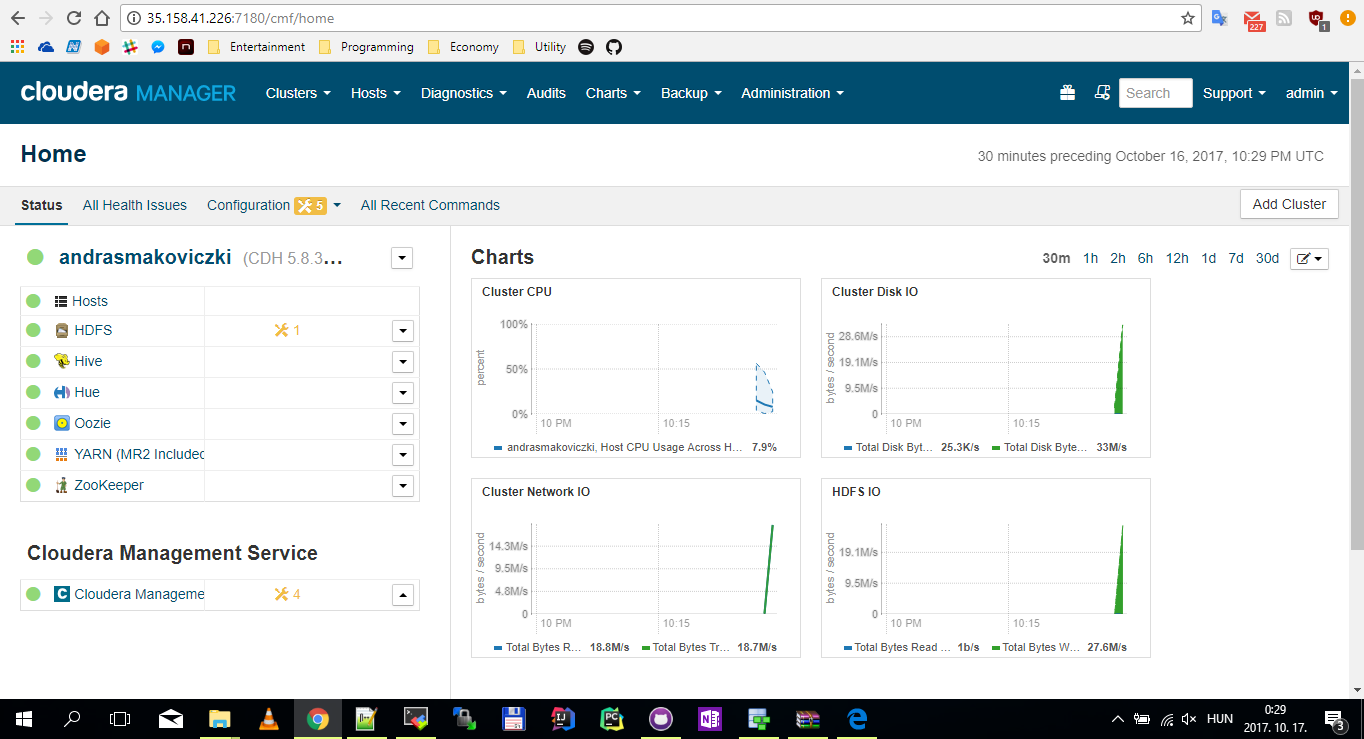 35.158.41.226:7180/cmf/home
227
1
Entertainment Programming Economy Utility
cloudera MANAGER Clusters Hosts Diagnostics Audits Charts Backup Administration Search Support admin
Home
30 minutes preceding October 16, 2017, 10:29 PM UTC
Status All Health Issues Configuration 5 All Recent Commands Add Cluster
andrasmakoviczki (CDH 5.8.3...
Hosts
HDFS 1
Hive
Hue
Oozie
YARN (MR2 Included
ZooKeeper
Cloudera Management Service
C Cloudera Manageme 4
Charts
30m 1h 2h 6h 12h 1d 7d 30d
Cluster CPU
percent
100%
50%
0%
10 PM 10:15
andrasmakoviczki, Host CPU Usage Across H... 7.9%
Cluster Disk IO
bytes / second
28.6M/s
19.1M/s
9.5M/s
0
10 PM 10:15
Total Disk Byt... 25.3K/s Total Disk Byte... 33M/s
Cluster Network IO
bytes / second
14.3M/s
9.5M/s
4.8M/s
0
10 PM 10:15
Total Bytes R... 18.8M/s Total Bytes Tr... 18.7M/s
HDFS IO
bytes / second
19.1M/s
9.5M/s
0
10 PM 10:15
Total Bytes Read ... 1b/s Total Bytes W... 27.6M/s
HUN
0:29
2017. 10. 17.
3